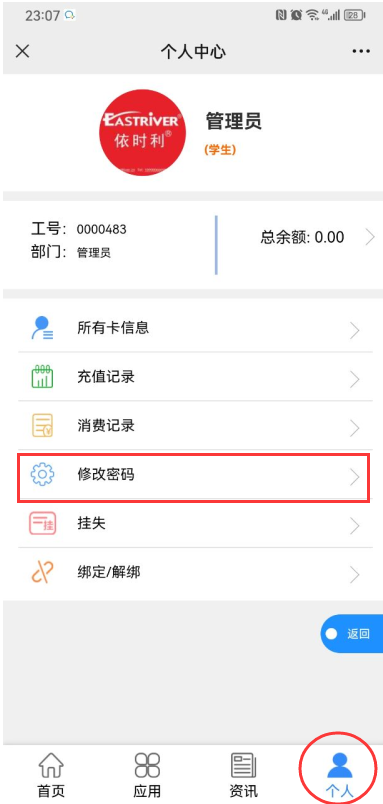 23:07
4G
28
个人中心
EASTRIVER
依时利®
管理员
(学生)
工号: 0000483
部门: 管理员
总余额: 0.00
所有卡信息
充值记录
消费记录
修改密码
挂
挂失
绑定/解绑
返回
首页
应用
资讯
个人